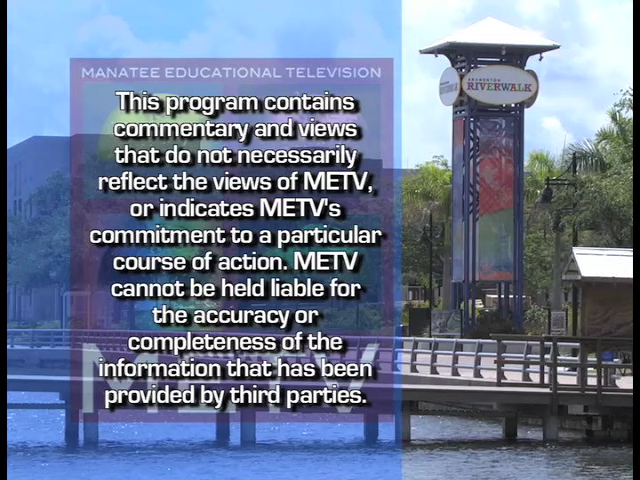 MANATEE EDUCATIONAL TELEVISION
This program contains
commentary and views
that do not necessarily
reflect the views of METV,
or indicates METV's
commitment to a particular
course of action. METV
cannot be held liable for
the accuracy or
completeness of the
information that has been
provided by third parties.
METV
BRADENTON
RIVERWALK